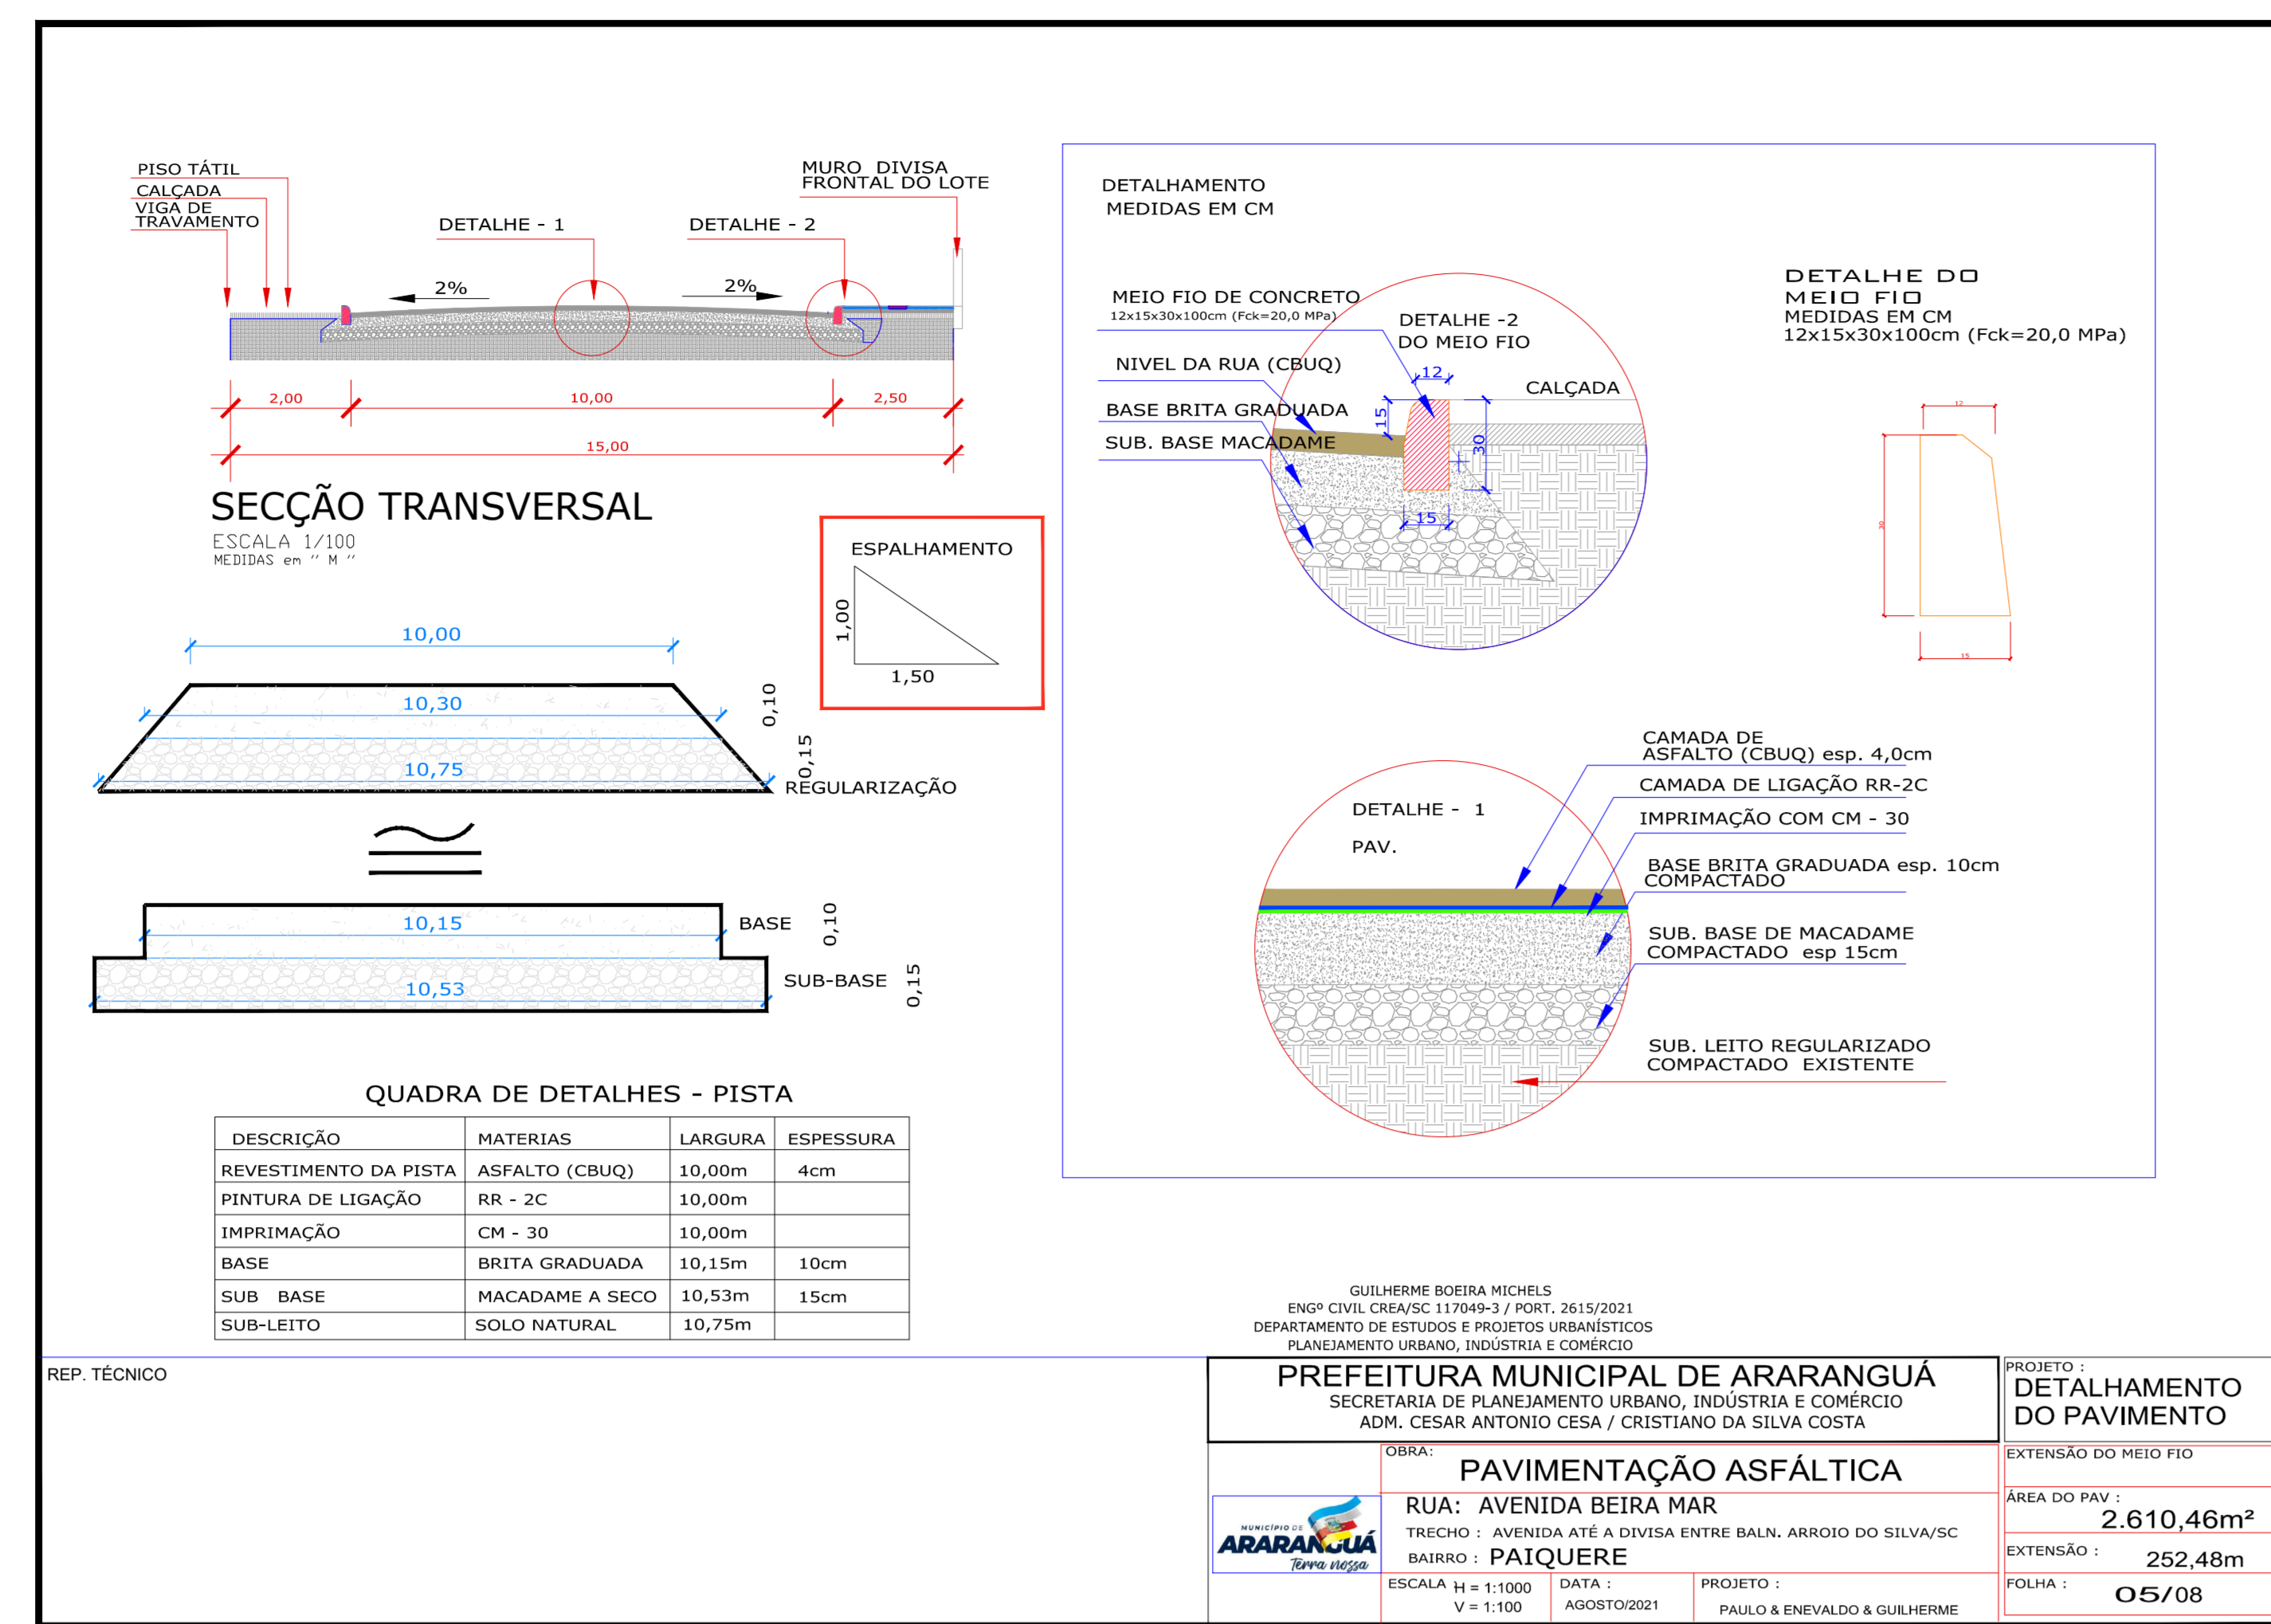 PISO TÁTIL
CALÇADA
VIGA DE
TRAVAMENTO
DETALHE - 1
DETALHE - 2
MURO DIVISA
FRONTAL DO LOTE
2%
2%
2,00
10,00
2,50
15,00
SECÇÃO TRANSVERSAL
ESCALA 1/100
MEDIDAS em " M "
ESPALHAMENTO
1,00
1,50
10,00
10,30
0,10
10,75
0,15
REGULARIZAÇÃO
10,15
BASE
0,10
10,53
SUB-BASE
0,15
QUADRA DE DETALHES - PISTA
DESCRIÇÃO MATERIAS LARGURA ESPESSURA
REVESTIMENTO DA PISTA ASFALTO (CBUQ) 10,00m 4cm
PINTURA DE LIGAÇÃO RR - 2C 10,00m
IMPRIMAÇÃO CM - 30 10,00m
BASE BRITA GRADUADA 10,15m 10cm
SUB BASE MACADAME A SECO 10,53m 15cm
SUB-LEITO SOLO NATURAL 10,75m
DETALHAMENTO
MEDIDAS EM CM
MEIO FIO DE CONCRETO
12x15x30x100cm (Fck=20,0 MPa)
NIVEL DA RUA (CBUQ)
BASE BRITA GRADUADA
SUB. BASE MACADAME
DETALHE -2
DO MEIO FIO
12
CALÇADA
15
30
15
DETALHE DO
MEIO FIO
MEDIDAS EM CM
12x15x30x100cm (Fck=20,0 MPa)
12
30
15
DETALHE - 1
PAV.
CAMADA DE
ASFALTO (CBUQ) esp. 4,0cm
CAMADA DE LIGAÇÃO RR-2C
IMPRIMAÇÃO COM CM - 30
BASE BRITA GRADUADA esp. 10cm
COMPACTADO
SUB. BASE DE MACADAME
COMPACTADO esp 15cm
SUB. LEITO REGULARIZADO
COMPACTADO EXISTENTE
GUILHERME BOEIRA MICHELS
ENGº CIVIL CREA/SC 117049-3 / PORT. 2615/2021
DEPARTAMENTO DE ESTUDOS E PROJETOS URBANÍSTICOS
PLANEJAMENTO URBANO, INDÚSTRIA E COMÉRCIO
REP. TÉCNICO
PREFEITURA MUNICIPAL DE ARARANGUÁ
SECRETARIA DE PLANEJAMENTO URBANO, INDÚSTRIA E COMÉRCIO
ADM. CESAR ANTONIO CESA / CRISTIANO DA SILVA COSTA
PROJETO :
DETALHAMENTO
DO PAVIMENTO
MUNICÍPIO DE
ARARANGUÁ
Terra nossa
OBRA:
PAVIMENTAÇÃO ASFÁLTICA
RUA: AVENIDA BEIRA MAR
TRECHO : AVENIDA ATÉ A DIVISA ENTRE BALN. ARROIO DO SILVA/SC
BAIRRO : PAIQUERE
ESCALA H = 1:1000
V = 1:100
DATA :
AGOSTO/2021
PROJETO :
PAULO & ENEVALDO & GUILHERME
EXTENSÃO DO MEIO FIO
ÁREA DO PAV :
2.610,46m²
EXTENSÃO :
252,48m
FOLHA :
05/08